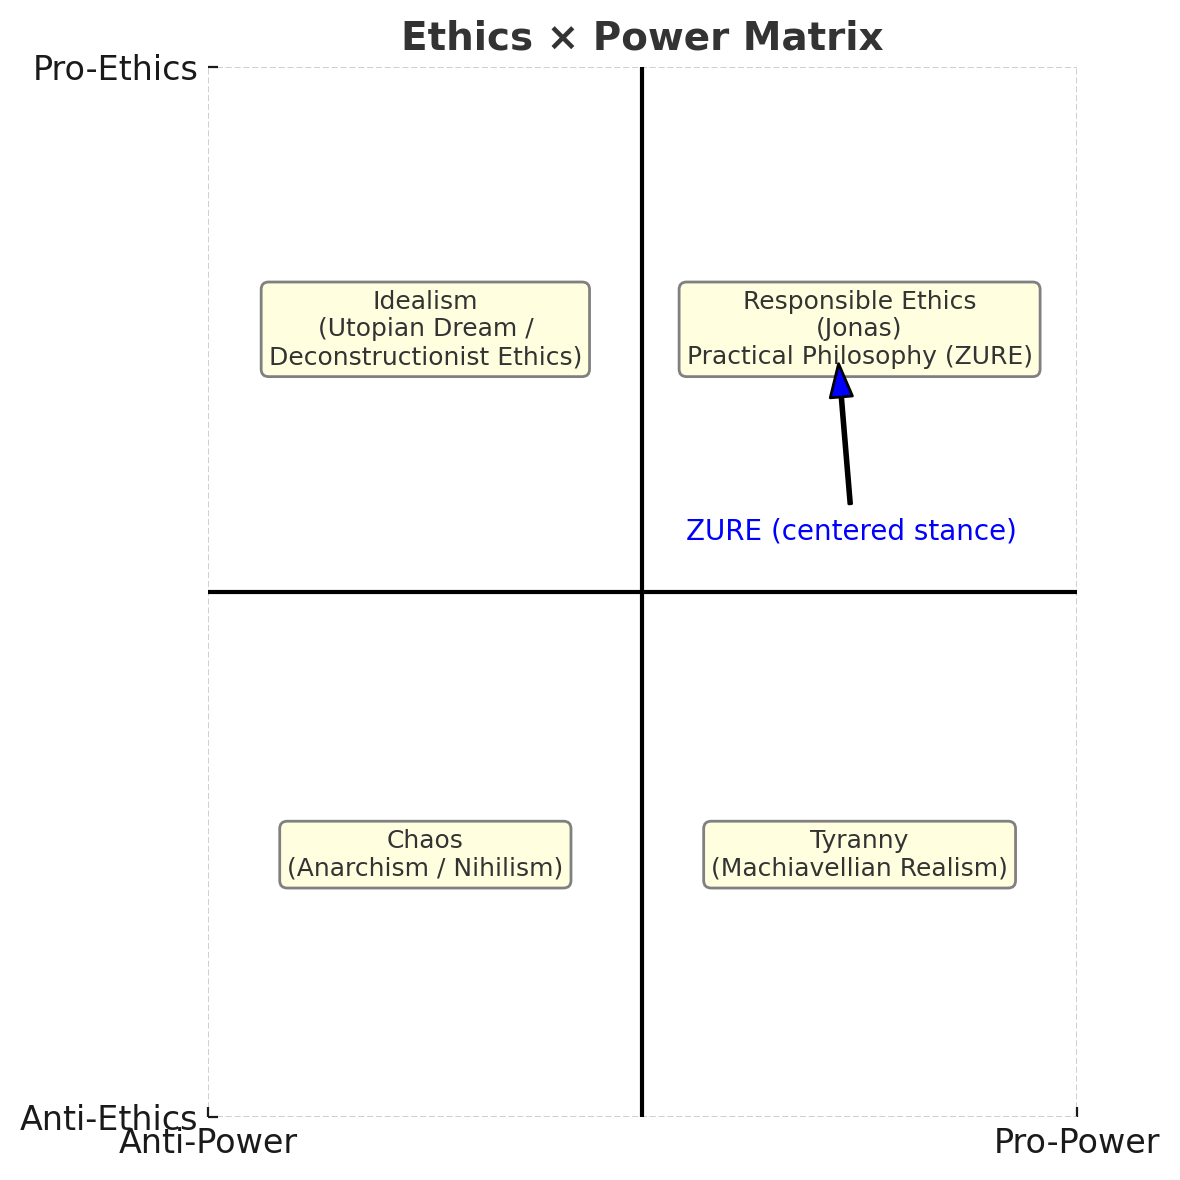 Ethics × Power Matrix
Pro-Ethics
Idealism
(Utopian Dream /
Deconstructionist Ethics)
Responsible Ethics
(Jonas)
Practical Philosophy (ZURE)
ZURE (centered stance)
Chaos
(Anarchism / Nihilism)
Tyranny
(Machiavellian Realism)
Anti-Ethics
Anti-Power
Pro-Power